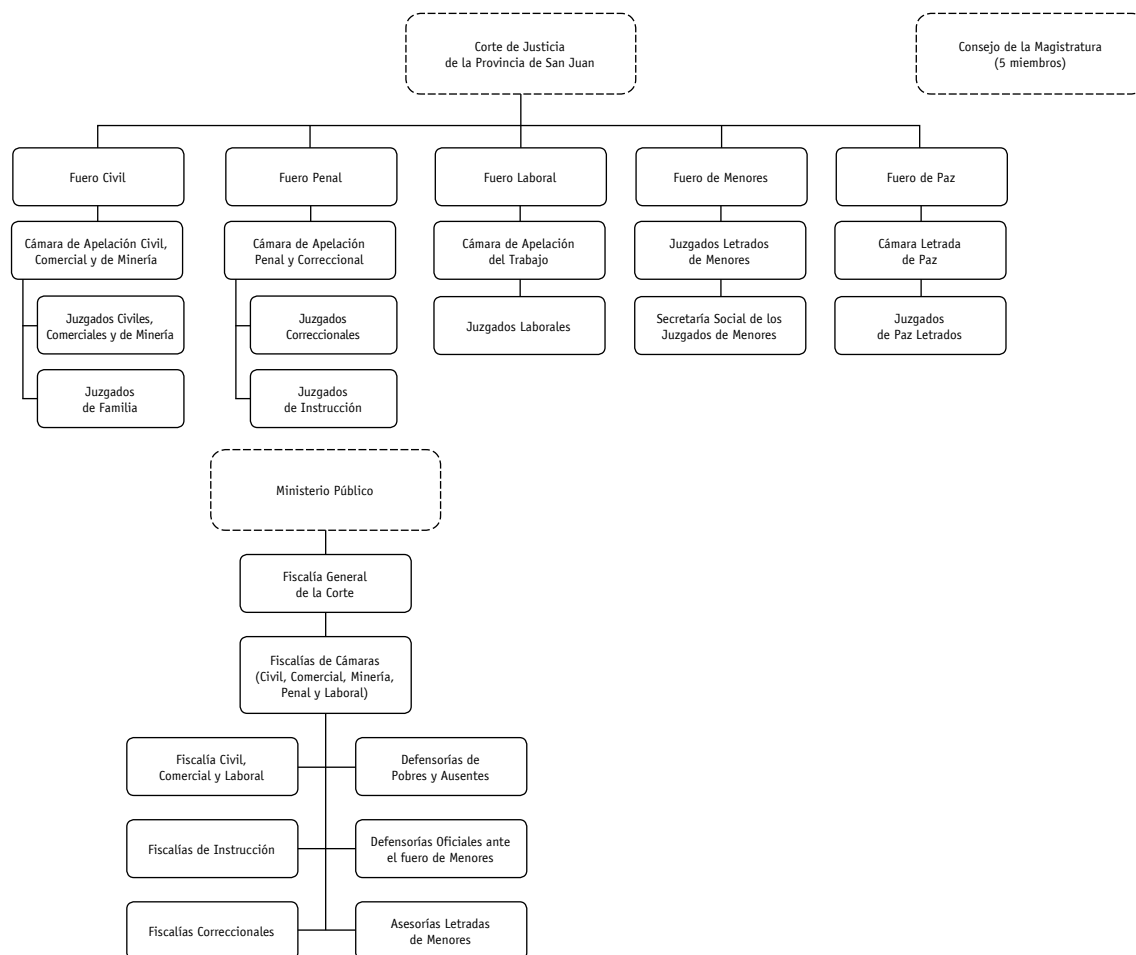 Corte de Justicia
de la Provincia de San Juan
Consejo de la Magistratura
(5 miembros)
Fuero Civil
Fuero Penal
Fuero Laboral
Fuero de Menores
Fuero de Paz
Cámara de Apelación Civil,
Comercial y de Minería
Cámara de Apelación
Penal y Correccional
Cámara de Apelación
del Trabajo
Juzgados Letrados
de Menores
Cámara Letrada
de Paz
Juzgados Civiles,
Comerciales y de Minería
Juzgados
Correccionales
Juzgados Laborales
Secretaría Social de los
Juzgados de Menores
Juzgados
de Paz Letrados
Juzgados
de Familia
Juzgados
de Instrucción
Ministerio Público
Fiscalía General
de la Corte
Fiscalías de Cámaras
(Civil, Comercial, Minería,
Penal y Laboral)
Fiscalía Civil,
Comercial y Laboral
Defensorías de
Pobres y Ausentes
Fiscalías de Instrucción
Defensorías Oficiales ante
el fuero de Menores
Fiscalías Correccionales
Asesorías Letradas
de Menores